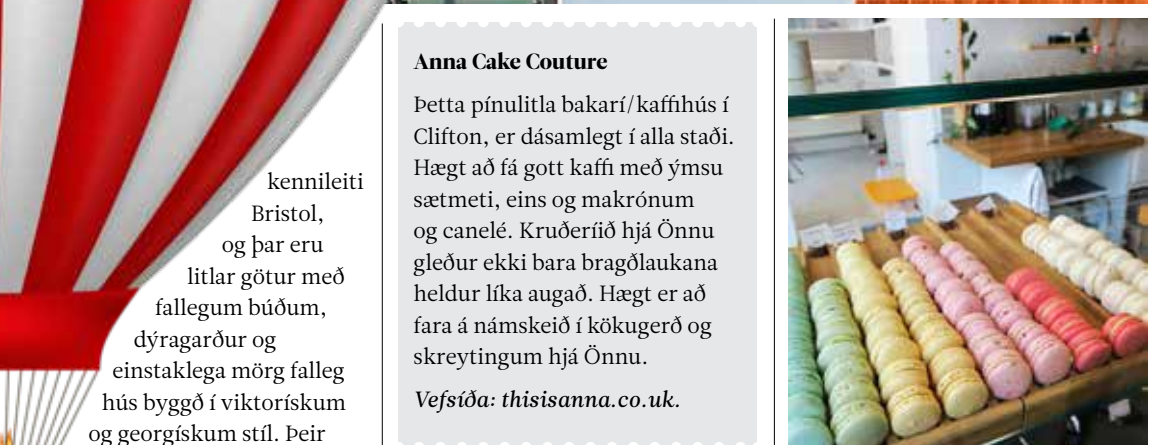 kennileiti
Bristol,
og þar eru
litlar götur með
fallegum búðum,
dýragarður og
einstaklega mörg falleg
hús byggð í viktorískum
og georgískum stíl. Þeir
Anna Cake Couture
Þetta pínulitla bakarí/kaffihús í
Clifton, er dásamlegt í alla staði.
Hægt að fá gott kaffi með ýmsu
sætmeti, eins og makrónum
og canelé. Kruðeríið hjá Önnu
gleður ekki bara bragðlaukana
heldur líka augað. Hægt er að
fara á námskeið í kökugerð og
skreytingum hjá Önnu.
Vefsíða: thisisanna.co.uk.